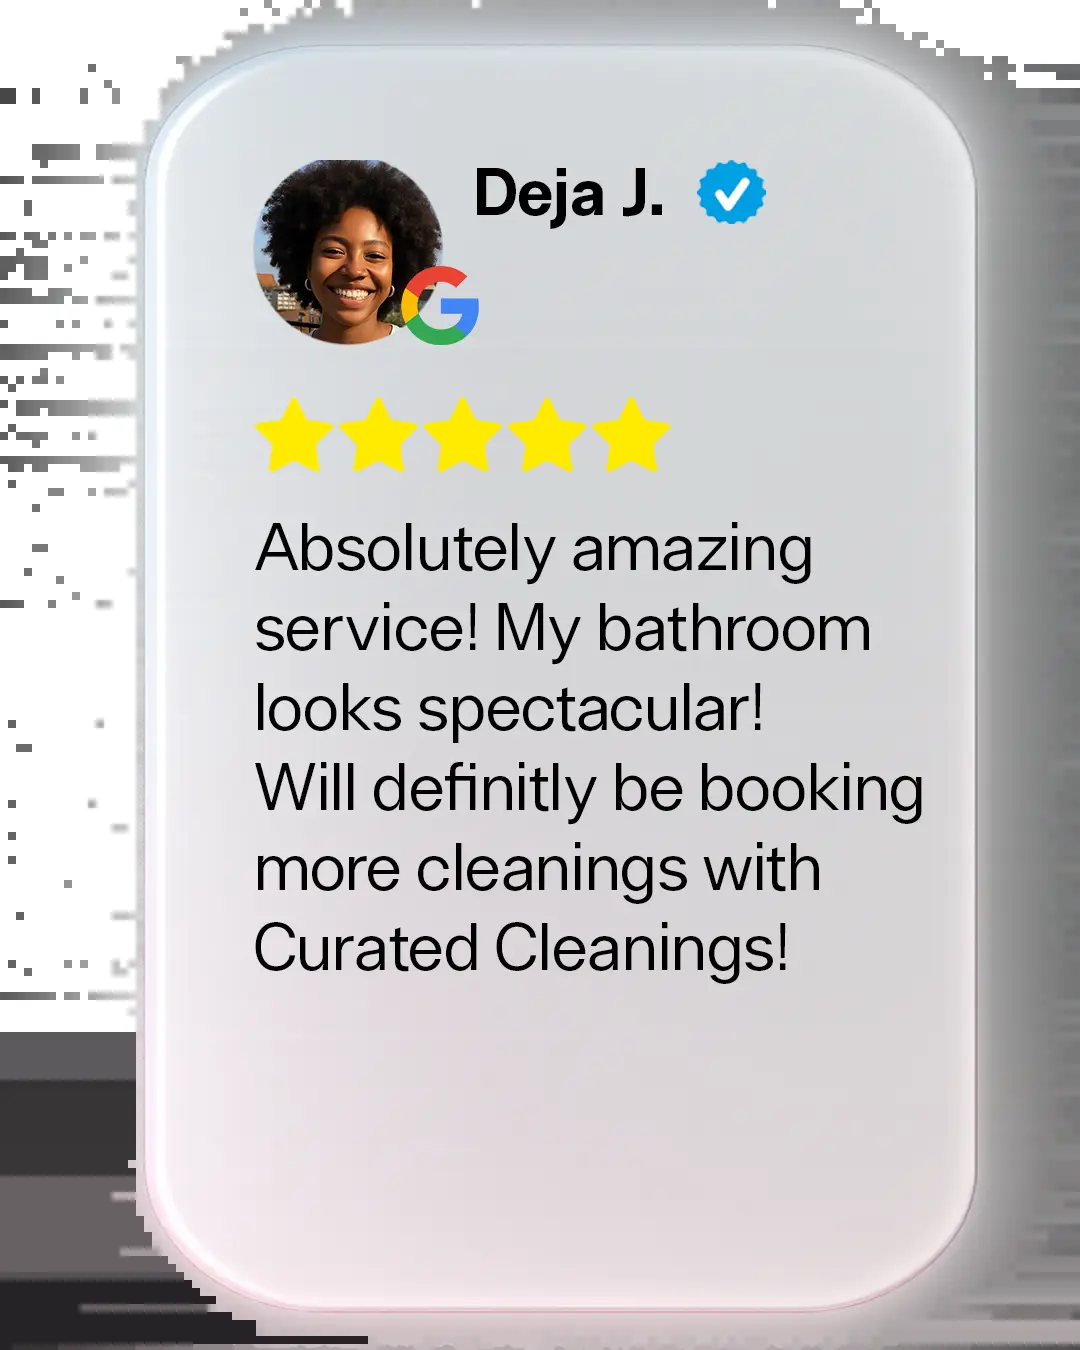 Deja J.
Absolutely amazing
service! My bathroom
looks spectacular!
Will definitly be booking
more cleanings with
Curated Cleanings!